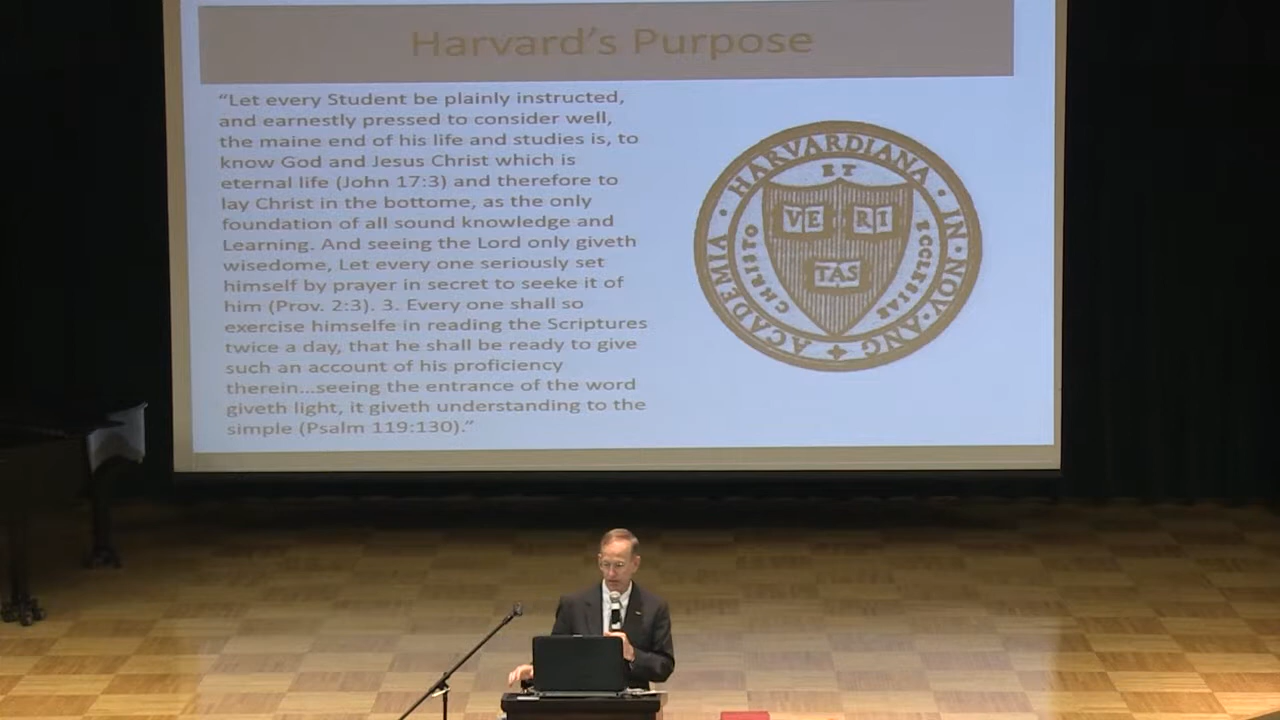 Harvard's Purpose
“Let every Student be plainly instructed,
and earnestly pressed to consider well,
the maine end of his life and studies is, to
know God and Jesus Christ which is
eternal life (John 17:3) and therefore to
lay Christ in the bottome, as the only
foundation of all sound knowledge and
Learning. And seeing the Lord only giveth
wisedome, Let every one seriously set
himself by prayer in secret to seeke it of
him (Prov. 2:3). 3. Every one shall so
exercise himselfe in reading the Scriptures
twice a day, that he shall be ready to give
such an account of his proficiency
therein...seeing the entrance of the word
giveth light, it giveth understanding to the
simple (Psalm 119:130).”
ACADEMIA · HARVARDIANA · IN · NOV · ANG
CHRISTO ET ECCLESIAE
VE RI
TAS